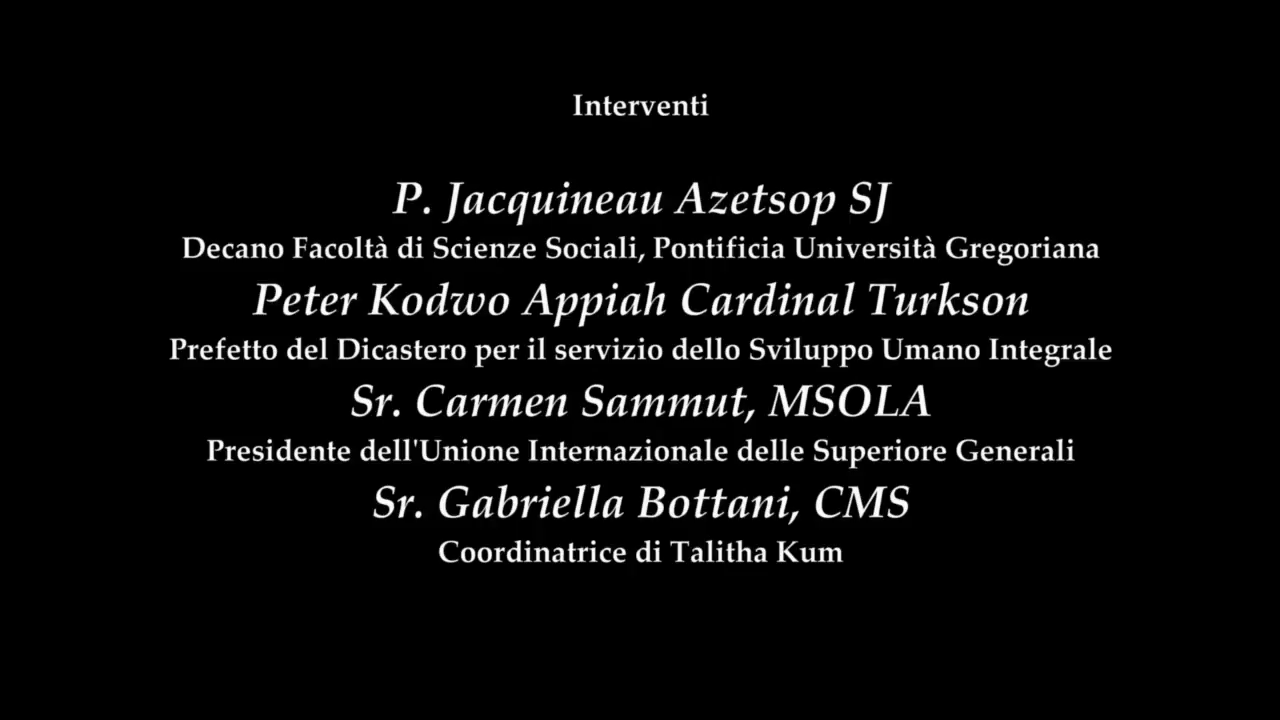 Interventi
P. Jacquineau Azetsop SJ
Decano Facoltà di Scienze Sociali, Pontificia Università Gregoriana
Peter Kodwo Appiah Cardinal Turkson
Prefetto del Dicastero per il servizio dello Sviluppo Umano Integrale
Sr. Carmen Sammut, MSOLA
Presidente dell'Unione Internazionale delle Superiore Generali
Sr. Gabriella Bottani, CMS
Coordinatrice di Talitha Kum